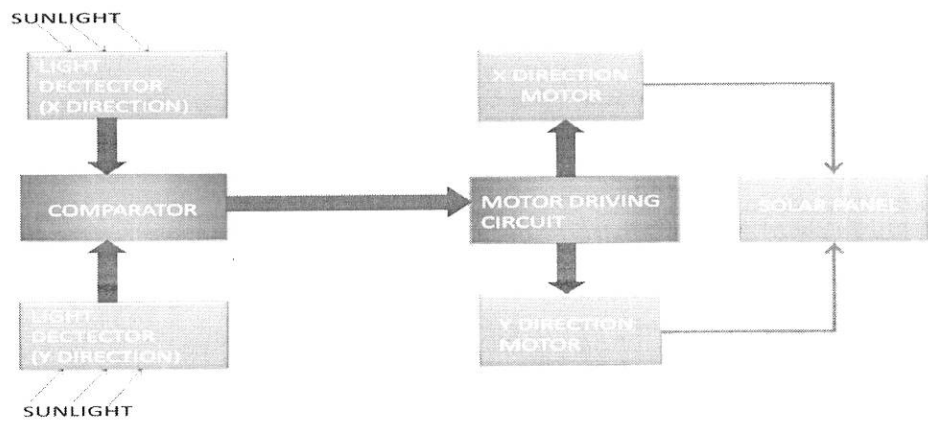 SUNLIGHT
LIGHT
DECTECTOR
(X DIRECTION)
X DIRECTION
MOTOR
COMPARATOR
MOTOR DRIVING
CIRCUIT
SOLAR PANEL
LIGHT
DECTECTOR
(Y DIRECTION)
Y DIRECTION
MOTOR
SUNLIGHT